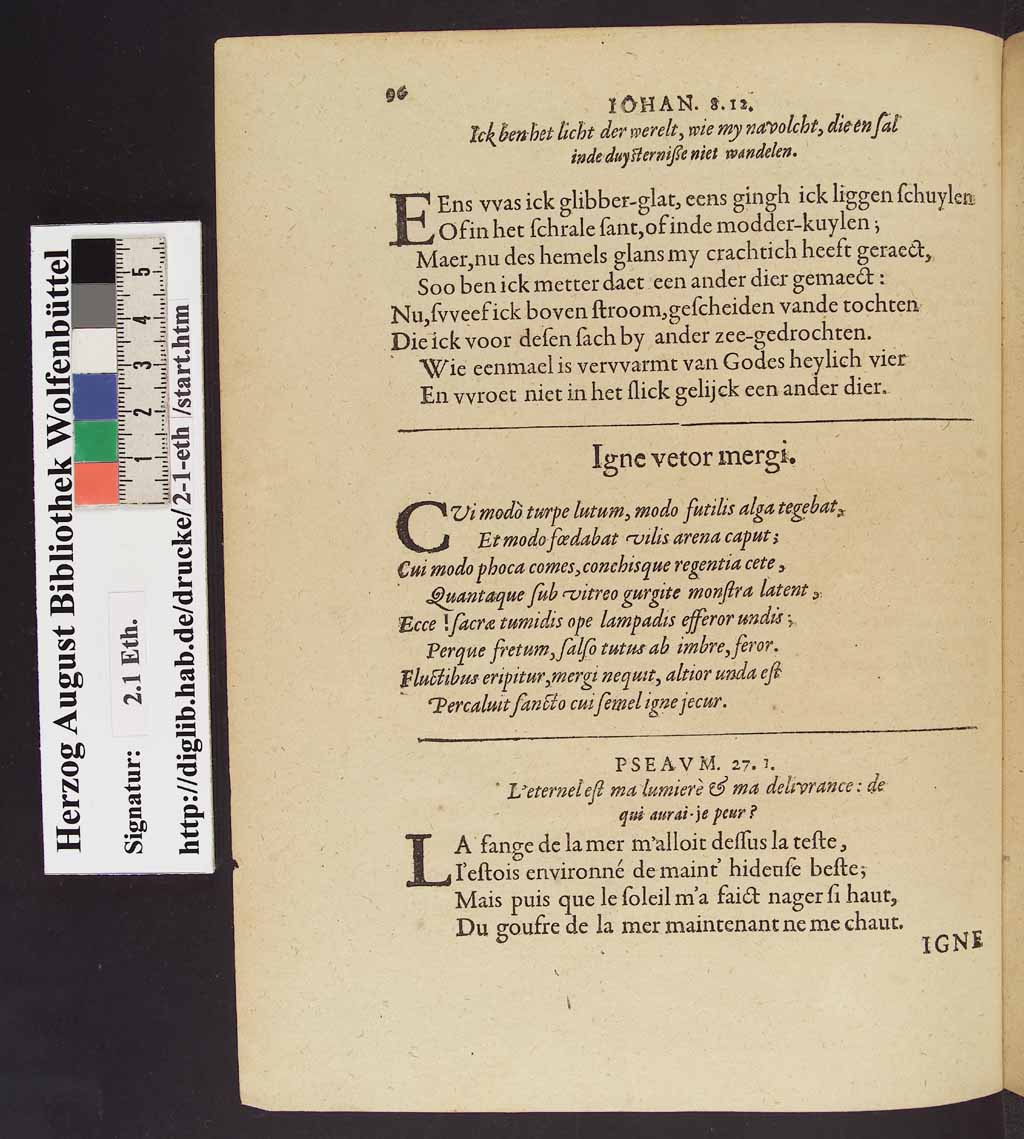 96
IOHAN. 8.12.
Ick ben het licht der werelt, wie my navolcht, die en ſal
inde duyſterniſſe niet wandelen.
EEns vvas ick glibber-glat, eens gingh ick liggen ſchuylen
Of in het ſchrale ſant, of inde modder-kuylen;
Maer, nu des hemels glans my crachtich heeft geraect,
Soo ben ick metter daet een ander dier gemaect:
Nu, ſvveef ick boven ſtroom, geſcheiden vande tochten
Die ick voor deſen ſach by ander zee-gedrochten.
Wie eenmael is vervvarmt van Godes heylich vier
En vvroet niet in het ſlick gelijck een ander dier.
Igne vetor mergi.
CVi modò turpe lutum, modo futilis alga tegebat,
Et modo fœdabat vilis arena caput;
Cui modo phoca comes, conchisque regentia cete,
Quantaque ſub vitreo gurgite monſtra latent,
Ecce! ſacræ tumidis ope lampadis efferor undis;
Perque fretum, ſalſo tutus ab imbre, feror.
Fluctibus eripitur, mergi nequit, altior unda eſt
Percaluit ſancto cui ſemel igne jecur.
PSEAVM. 27. 1.
L'eternel eſt ma lumierè & ma delivrance: de
qui aurai-je peur?
LA fange de la mer m'alloit deſſus la teſte,
I'eſtois environné de maint' hideuſe beſte;
Mais puis que le ſoleil m'a faict nager ſi haut,
Du goufre de la mer maintenant ne me chaut.
IGNE
Herzog August Bibliothek Wolfenbüttel
Signatur: 2.1 Eth.
http://diglib.hab.de/drucke/2-1-eth /start.htm
1 2 3 4 5